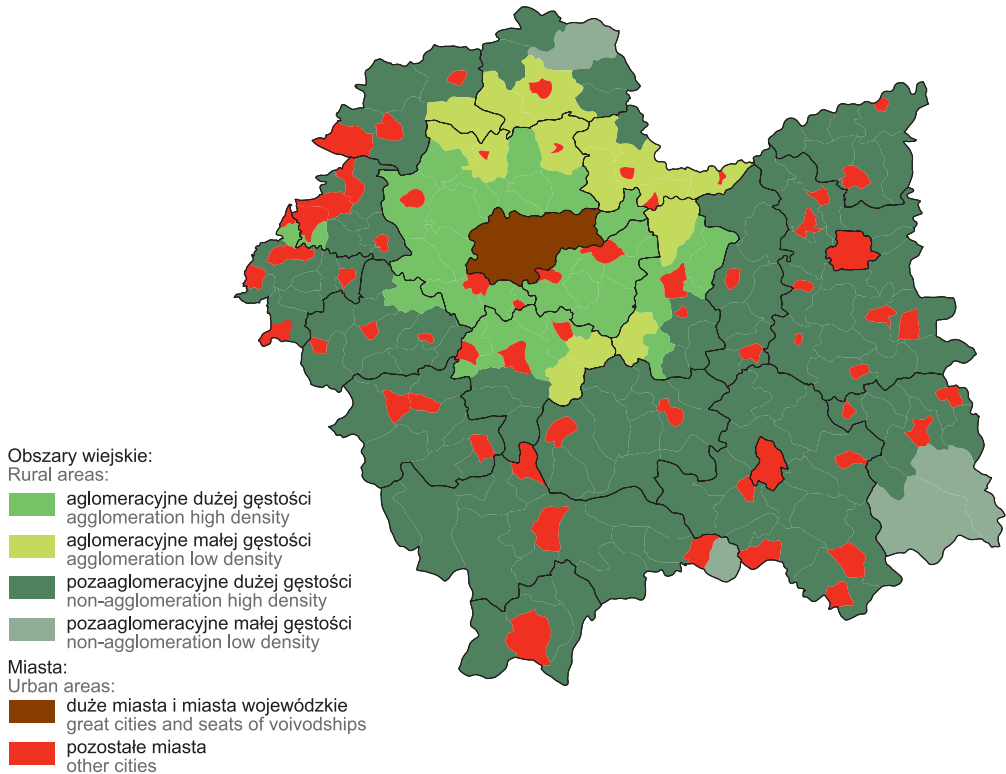 Obszary wiejskie:
Rural areas:
aglomeracyjne dużej gęstości
agglomeration high density
aglomeracyjne małej gęstości
agglomeration low density
pozaaglomeracyjne dużej gęstości
non-agglomeration high density
pozaaglomeracyjne małej gęstości
non-agglomeration low density
Miasta:
Urban areas:
duże miasta i miasta wojewódzkie
great cities and seats of voivodships
pozostałe miasta
other cities